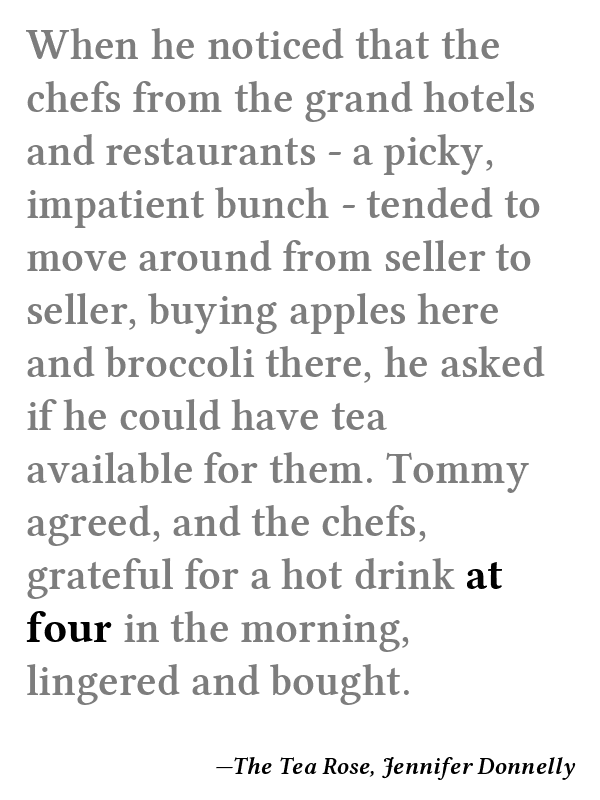 When he noticed that the
chefs from the grand hotels
and restaurants - a picky,
impatient bunch - tended to
move around from seller to
seller, buying apples here
and broccoli there, he asked
if he could have tea
available for them. Tommy
agreed, and the chefs,
grateful for a hot drink at
four in the morning,
lingered and bought.
—The Tea Rose, Jennifer Donnelly